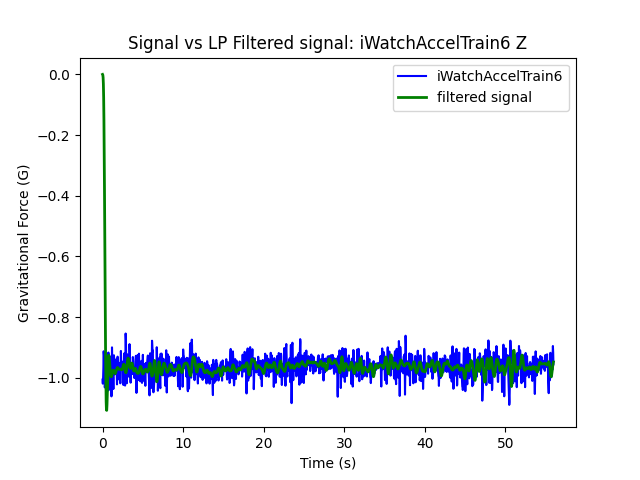 Signal vs LP Filtered signal: iWatchAccelTrain6 Z
iWatchAccelTrain6
filtered signal
Gravitational Force (G)
0.0
−0.2
−0.4
−0.6
−0.8
−1.0
0 10 20 30 40 50
Time (s)